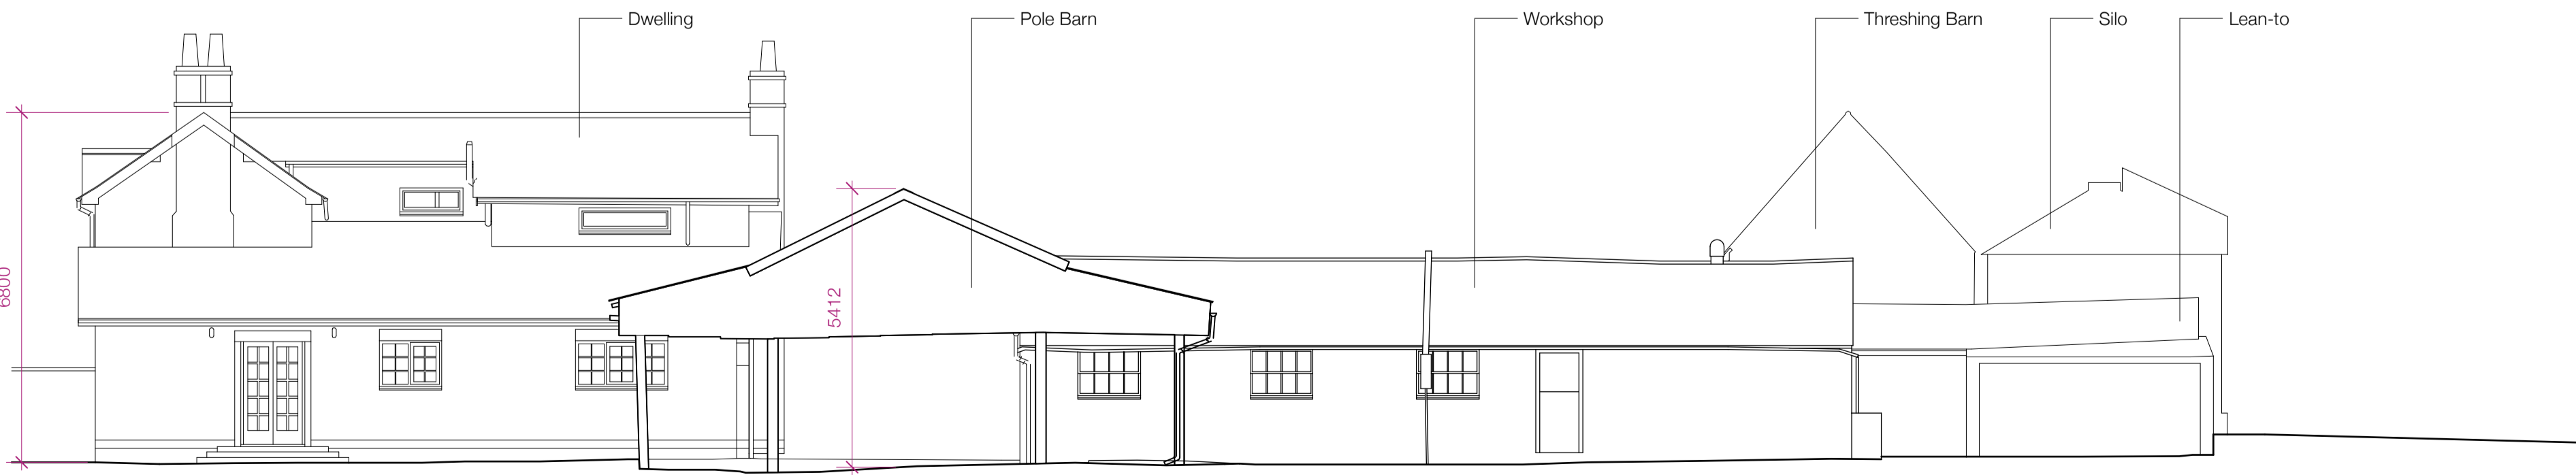 Dwelling
Pole Barn
Workshop
Threshing Barn
Silo
Lean-to
6800
5412